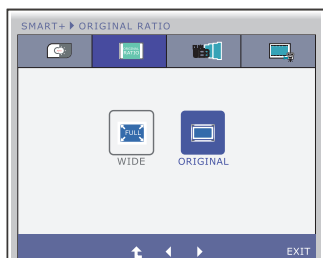 SMART+ ORIGINAL RATIO
ORIGINAL
RATIO
FULL
WIDE
ORIGINAL
EXIT